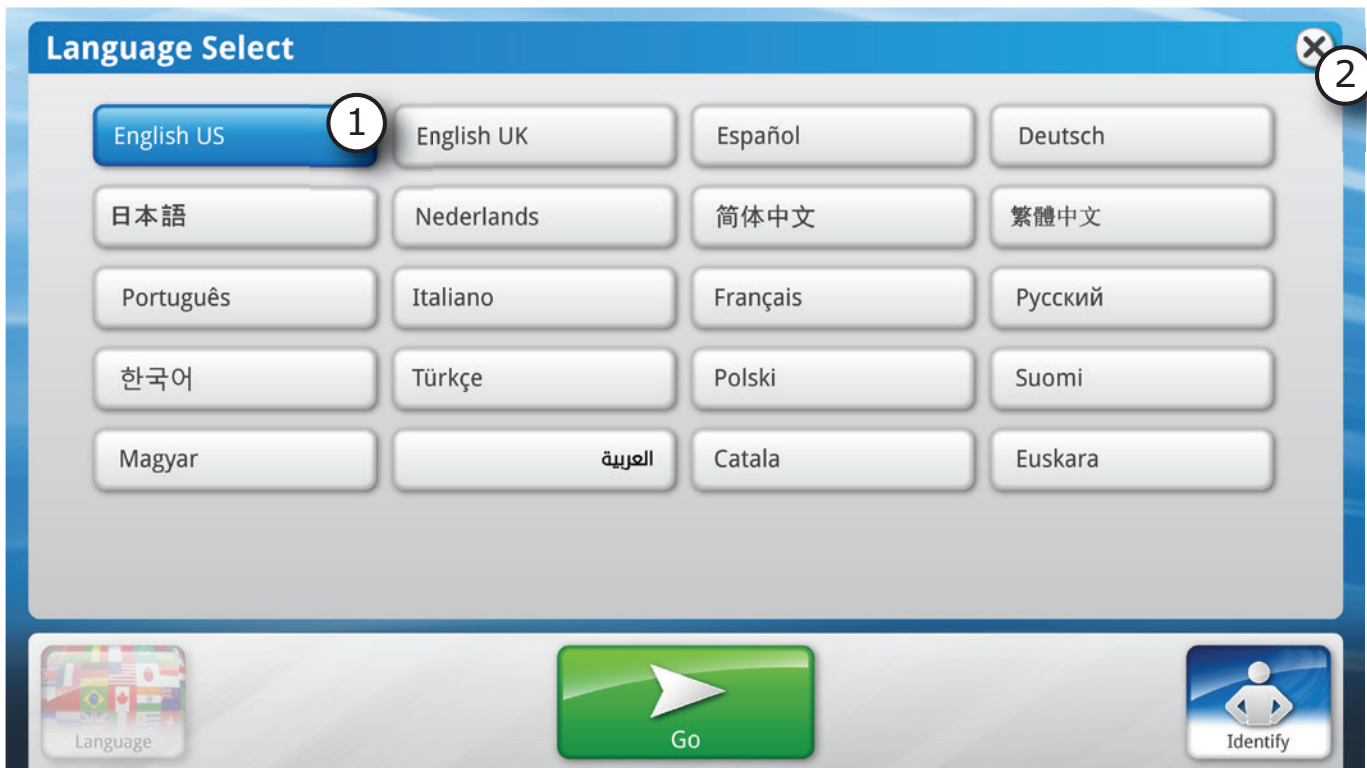 Language Select
2
1
English US
English UK
Español
Deutsch
日本語
Nederlands
简体中文
繁體中文
Português
Italiano
Français
Русский
한국어
Türkçe
Polski
Suomi
Magyar
العربية
Catala
Euskara
Language
Go
Identify